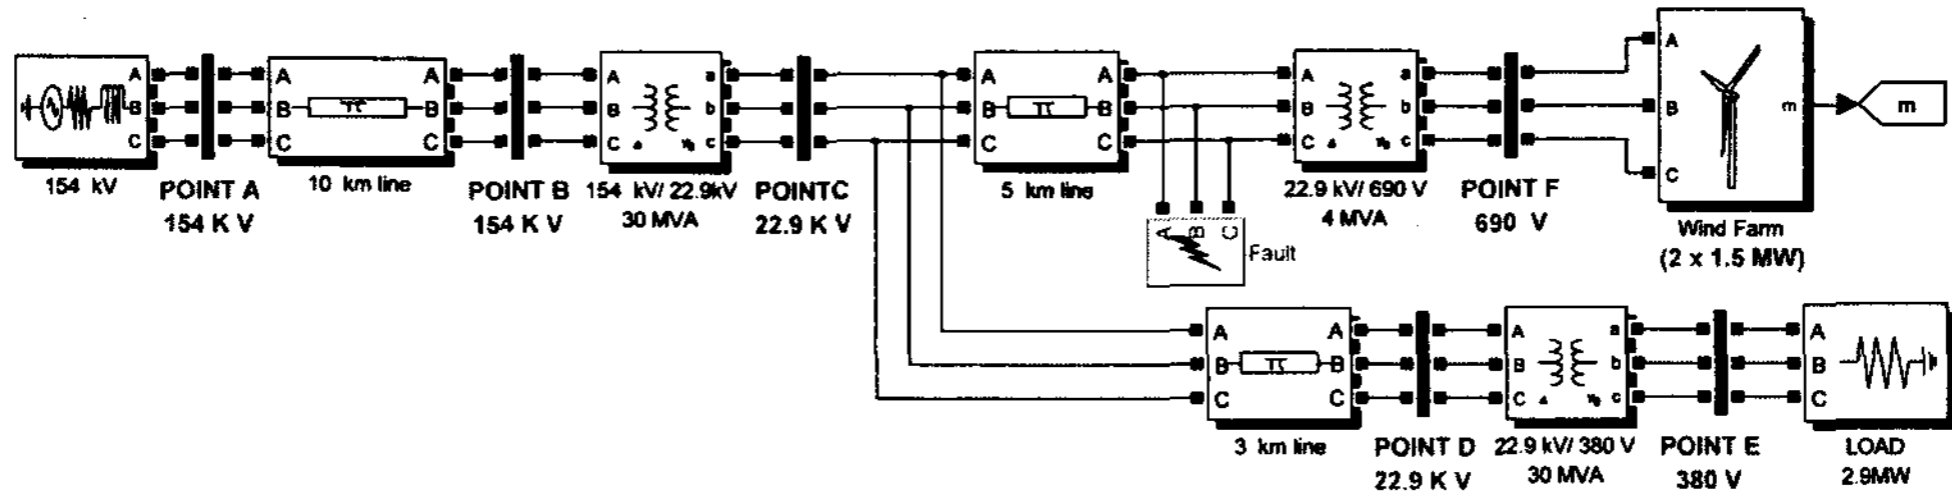 A
B
C
154 kV
POINT A
154 K V
A
B
C
π
A
B
C
10 km line
POINT B
154 K V
A
B
C
a
b
c
154 kV/ 22.9kV
30 MVA
POINTC
22.9 K V
A
B
C
π
A
B
C
5 km line
A
B
C
Fault
A
B
C
a
b
c
22.9 kV/ 690 V
4 MVA
POINT F
690 V
A
B
C
m
Wind Farm
(2 x 1.5 MW)
m
A
B
C
π
A
B
C
3 km line
POINT D
22.9 K V
A
B
C
a
b
c
22.9 kV/ 380 V
30 MVA
POINT E
380 V
A
B
C
LOAD
2.9MW